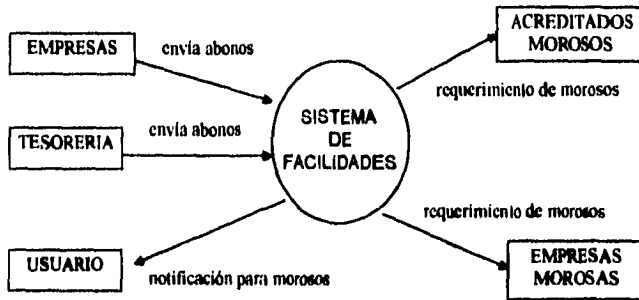 EMPRESAS
envía abonos
ACREDITADOS
MOROSOS
requerimiento de morosos
TESORERIA
envía abonos
SISTEMA
DE
FACILIDADES
requerimiento de morosos
USUARIO
notificación para morosos
EMPRESAS
MOROSAS